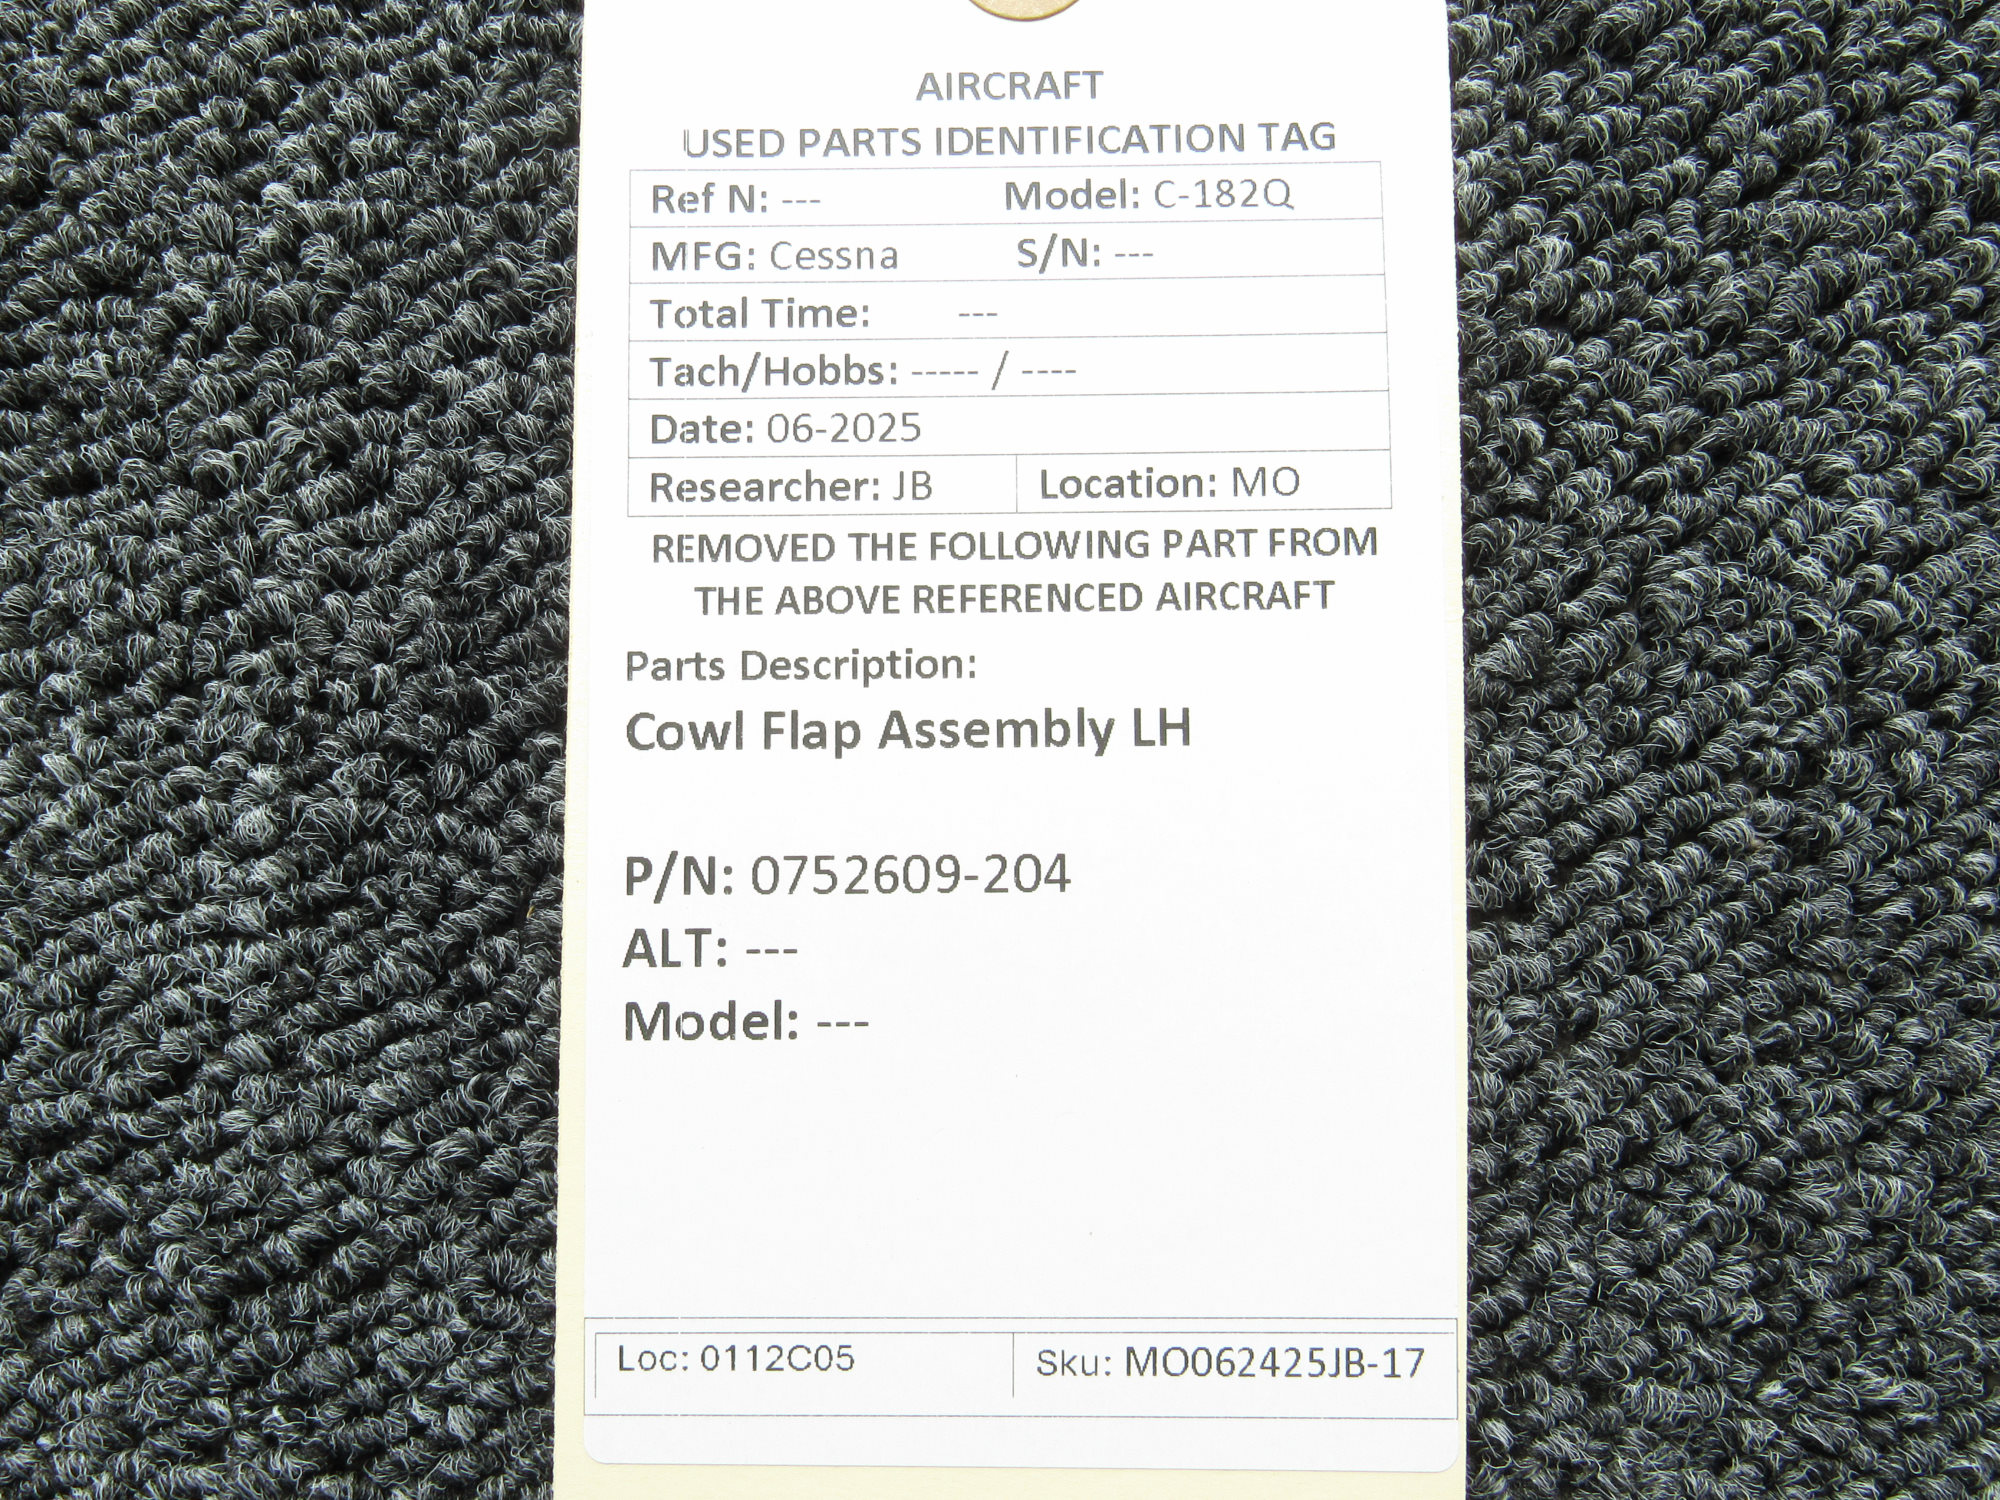 AIRCRAFT
USED PARTS IDENTIFICATION TAG
Ref N: --- Model: C-182Q
MFG: Cessna S/N: ---
Total Time: ---
Tach/Hobbs: ----- / ----
Date: 06-2025
Researcher: JB Location: MO
REMOVED THE FOLLOWING PART FROM
THE ABOVE REFERENCED AIRCRAFT
Parts Description:
Cowl Flap Assembly LH
P/N: 0752609-204
ALT: ---
Model: ---
Loc: 0112C05 Sku: MO062425JB-17